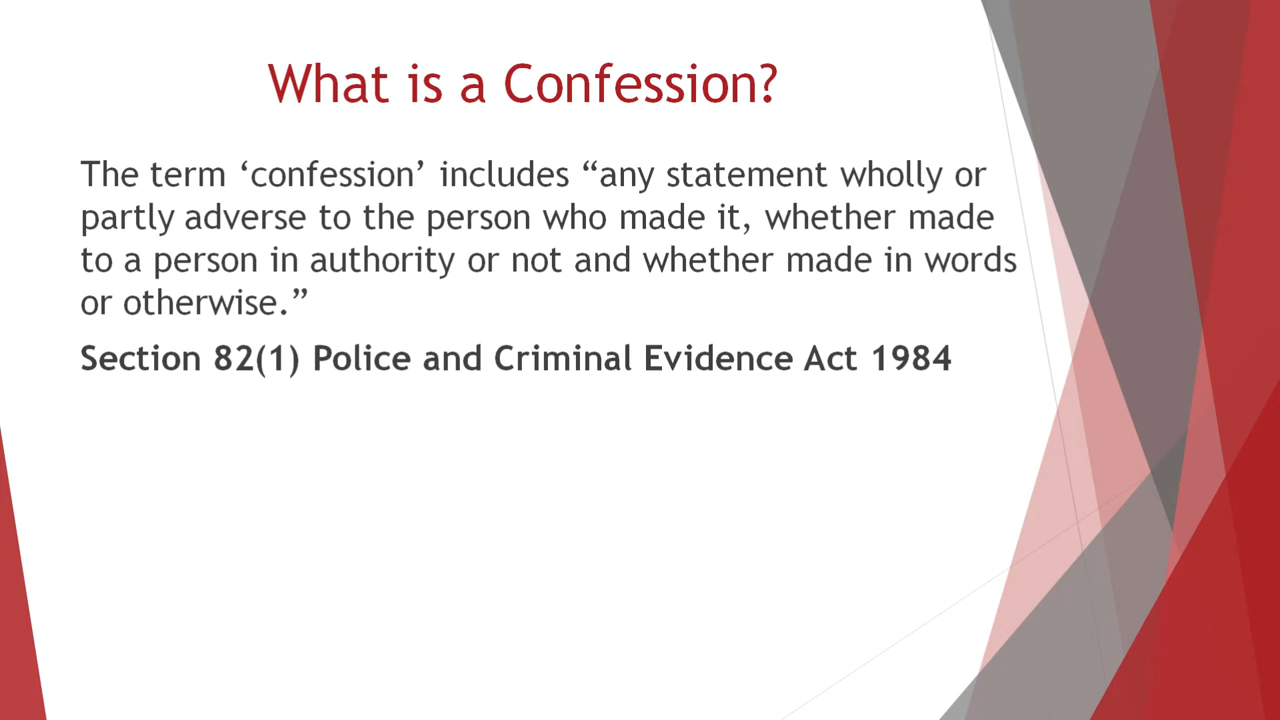 What is a Confession?
The term ‘confession’ includes “any statement wholly or
partly adverse to the person who made it, whether made
to a person in authority or not and whether made in words
or otherwise.”
Section 82(1) Police and Criminal Evidence Act 1984